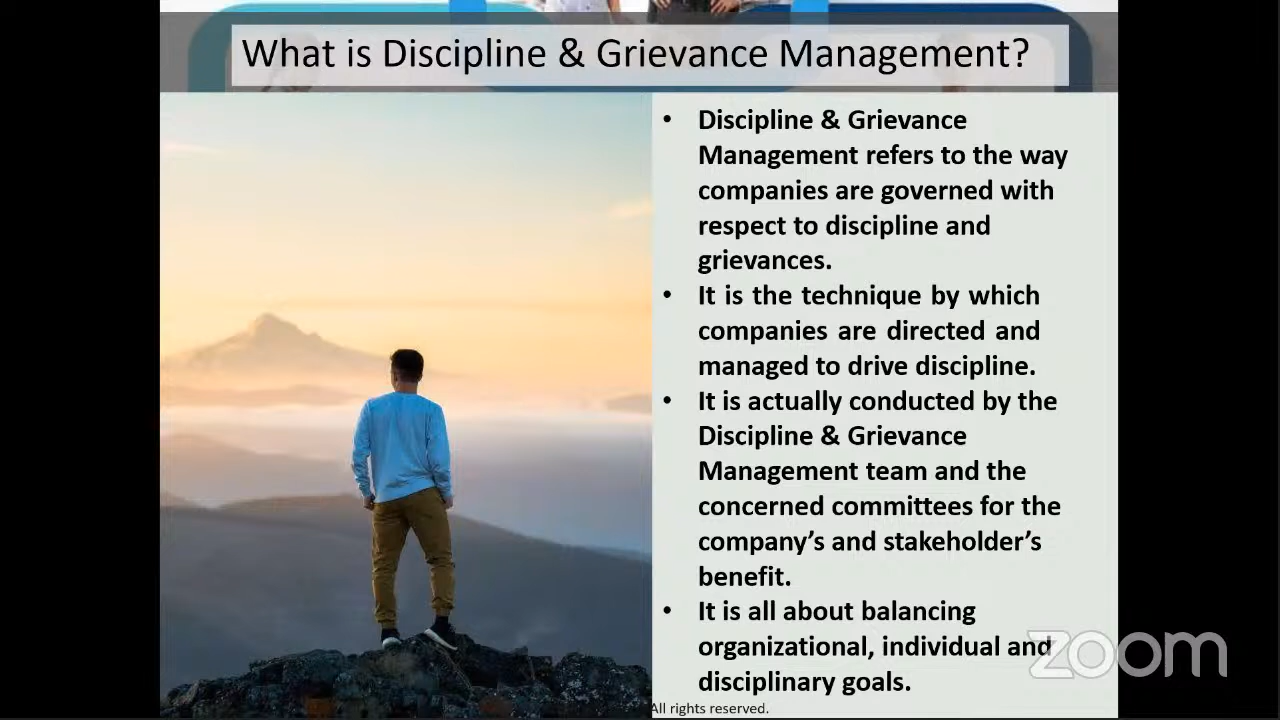 What is Discipline & Grievance Management?
• Discipline & Grievance
Management refers to the way
companies are governed with
respect to discipline and
grievances.
• It is the technique by which
companies are directed and
managed to drive discipline.
• It is actually conducted by the
Discipline & Grievance
Management team and the
concerned committees for the
company’s and stakeholder’s
benefit.
• It is all about balancing
organizational, individual and
disciplinary goals.
zoom
All rights reserved.